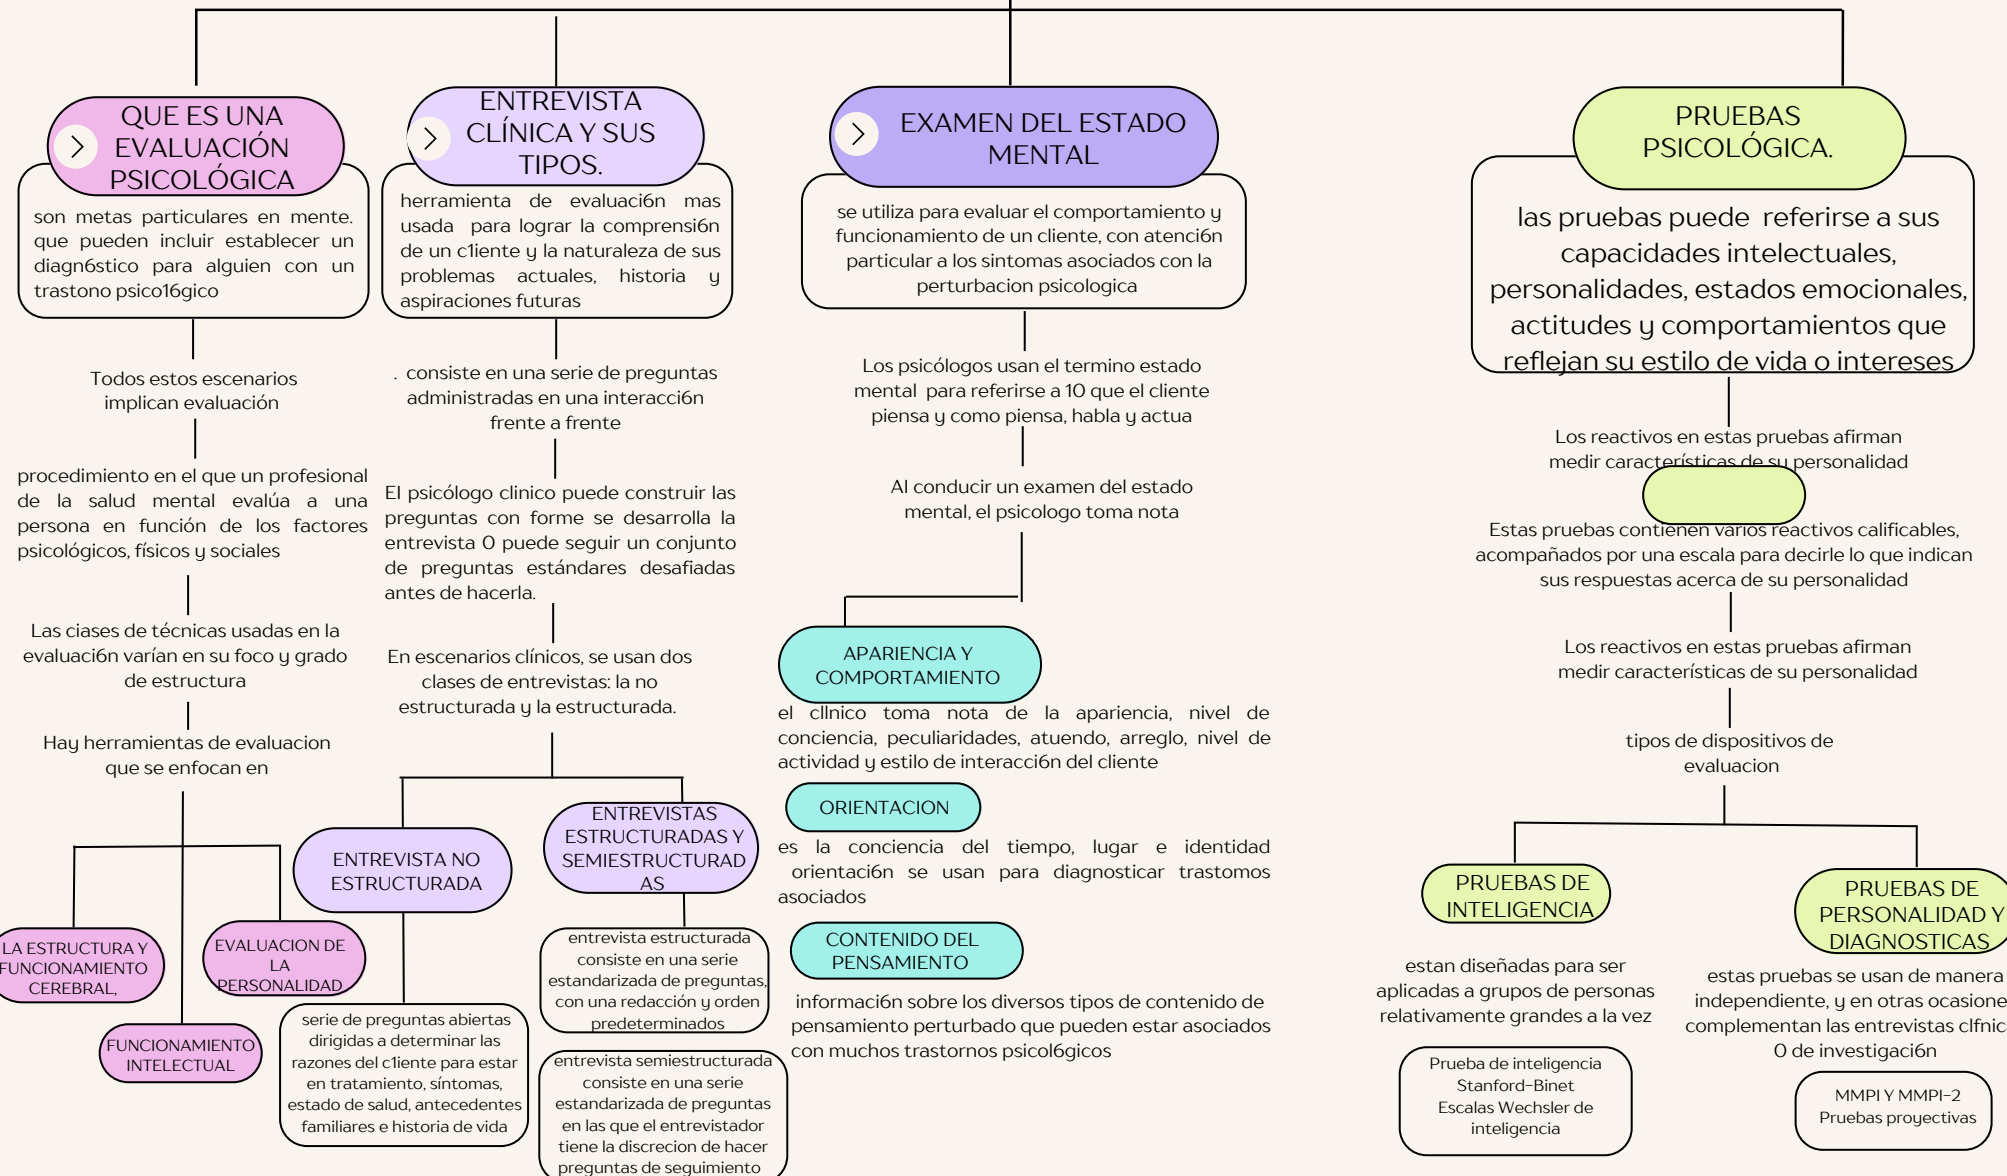 QUE ES UNA
EVALUACIÓN
PSICOLÓGICA
son metas particulares en mente.
que pueden incluir establecer un
diagn6stico para alguien con un
trastono psico16gico
Todos estos escenarios
implican evaluación
procedimiento en el que un profesional
de la salud mental evalúa a una
persona en función de los factores
psicológicos, físicos y sociales
Las ciases de técnicas usadas en la
evaluaci6n varían en su foco y grado
de estructura
Hay herramientas de evaluacion
que se enfocan en
LA ESTRUCTURA Y
FUNCIONAMIENTO
CEREBRAL,
EVALUACION DE
LA
PERSONALIDAD
FUNCIONAMIENTO
INTELECTUAL
ENTREVISTA
CLÍNICA Y SUS
TIPOS.
herramienta de evaluaci6n mas
usada para lograr la comprensi6n
de un c1iente y la naturaleza de sus
problemas actuales, historia y
aspiraciones futuras
. consiste en una serie de preguntas
administradas en una interacci6n
frente a frente
El psicólogo clinico puede construir las
preguntas con forme se desarrolla la
entrevista O puede seguir un conjunto
de preguntas estándares desafiadas
antes de hacerla.
En escenarios clínicos, se usan dos
clases de entrevistas: la no
estructurada y la estructurada.
ENTREVISTA NO
ESTRUCTURADA
serie de preguntas abiertas
dirigidas a determinar las
razones del c1iente para estar
en tratamiento, síntomas,
estado de salud, antecedentes
familiares e historia de vida
ENTREVISTAS
ESTRUCTURADAS Y
SEMIESTRUCTURAD
AS
entrevista estructurada
consiste en una serie
estandarizada de preguntas,
con una redacción y orden
predeterminados
entrevista semiestructurada
consiste en una serie
estandarizada de preguntas
en las que el entrevistador
tiene la discrecion de hacer
preguntas de seguimiento
EXAMEN DEL ESTADO
MENTAL
se utiliza para evaluar el comportamiento y
funcionamiento de un cliente, con atenci6n
particular a los sintomas asociados con la
perturbacion psicologica
Los psicólogos usan el termino estado
mental para referirse a 10 que el cliente
piensa y como piensa, habla y actua
Al conducir un examen del estado
mental, el psicologo toma nota
APARIENCIA Y
COMPORTAMIENTO
el cllnico toma nota de la apariencia, nivel de
conciencia, peculiaridades, atuendo, arreglo, nivel de
actividad y estilo de interacci6n del cliente
ORIENTACION
es la conciencia del tiempo, lugar e identidad
orientaci6n se usan para diagnosticar trastomos
asociados
CONTENIDO DEL
PENSAMIENTO
informaci6n sobre los diversos tipos de contenido de
pensamiento perturbado que pueden estar asociados
con muchos trastornos psicol6gicos
PRUEBAS
PSICOLÓGICA.
las pruebas puede referirse a sus
capacidades intelectuales,
personalidades, estados emocionales,
actitudes y comportamientos que
reflejan su estilo de vida o intereses
Los reactivos en estas pruebas afirman
medir características de su personalidad
Estas pruebas contienen varios reactivos calificables,
acompañados por una escala para decirle lo que indican
sus respuestas acerca de su personalidad
Los reactivos en estas pruebas afirman
medir características de su personalidad
tipos de dispositivos de
evaluacion
PRUEBAS DE
INTELIGENCIA
estan diseñadas para ser
aplicadas a grupos de personas
relativamente grandes a la vez
Prueba de inteligencia
Stanford-Binet
Escalas Wechsler de
inteligencia
PRUEBAS DE
PERSONALIDAD Y
DIAGNOSTICAS
estas pruebas se usan de manera
independiente, y en otras ocasione
complementan las entrevistas clfnic
O de investigaci6n
MMPI Y MMPI-2
Pruebas proyectivas